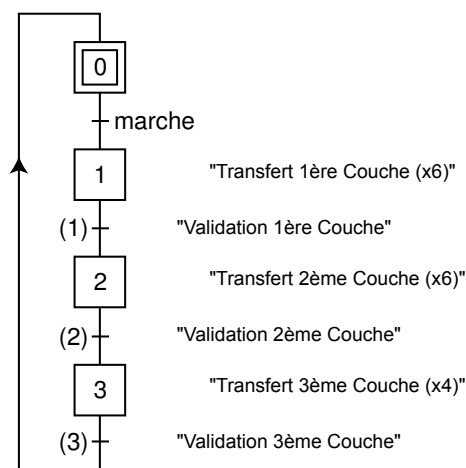 0
marche
1 "Transfert 1ère Couche (x6)"
(1) "Validation 1ère Couche"
2 "Transfert 2ème Couche (x6)"
(2) "Validation 2ème Couche"
3 "Transfert 3ème Couche (x4)"
(3) "Validation 3ème Couche"